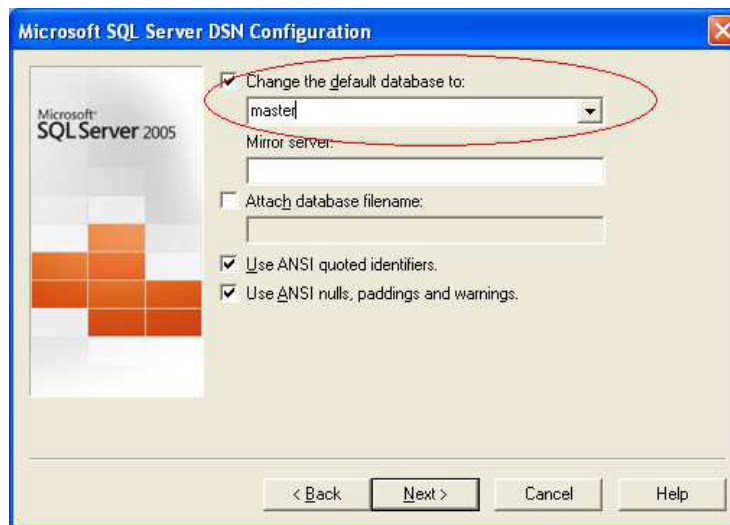 Microsoft SQL Server DSN Configuration
Microsoft®
SQL Server 2005
Change the default database to:
master
Mirror server:
Attach database filename:
Use ANSI quoted identifiers.
Use ANSI nulls, paddings and warnings.
< Back
Next >
Cancel
Help